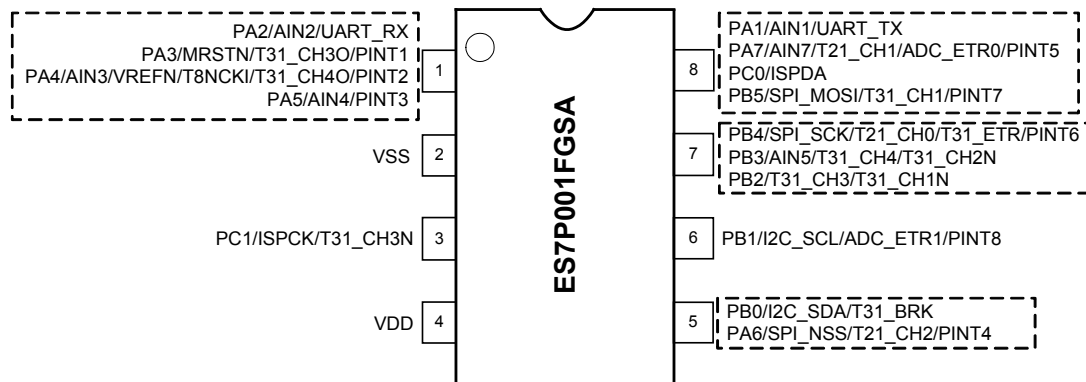 PA2/AIN2/UART_RX
PA3/MRSTN/T31_CH3O/PINT1
PA4/AIN3/VREFN/T8NCKI/T31_CH4O/PINT2
PA5/AIN4/PINT3
1
VSS
2
PC1/ISPCK/T31_CH3N
3
VDD
4
ES7P001FGSA
PA1/AIN1/UART_TX
PA7/AIN7/T21_CH1/ADC_ETR0/PINT5
PC0/ISPDA
PB5/SPI_MOSI/T31_CH1/PINT7
8
PB4/SPI_SCK/T21_CH0/T31_ETR/PINT6
PB3/AIN5/T31_CH4/T31_CH2N
PB2/T31_CH3/T31_CH1N
7
6
PB1/I2C_SCL/ADC_ETR1/PINT8
PB0/I2C_SDA/T31_BRK
PA6/SPI_NSS/T21_CH2/PINT4
5